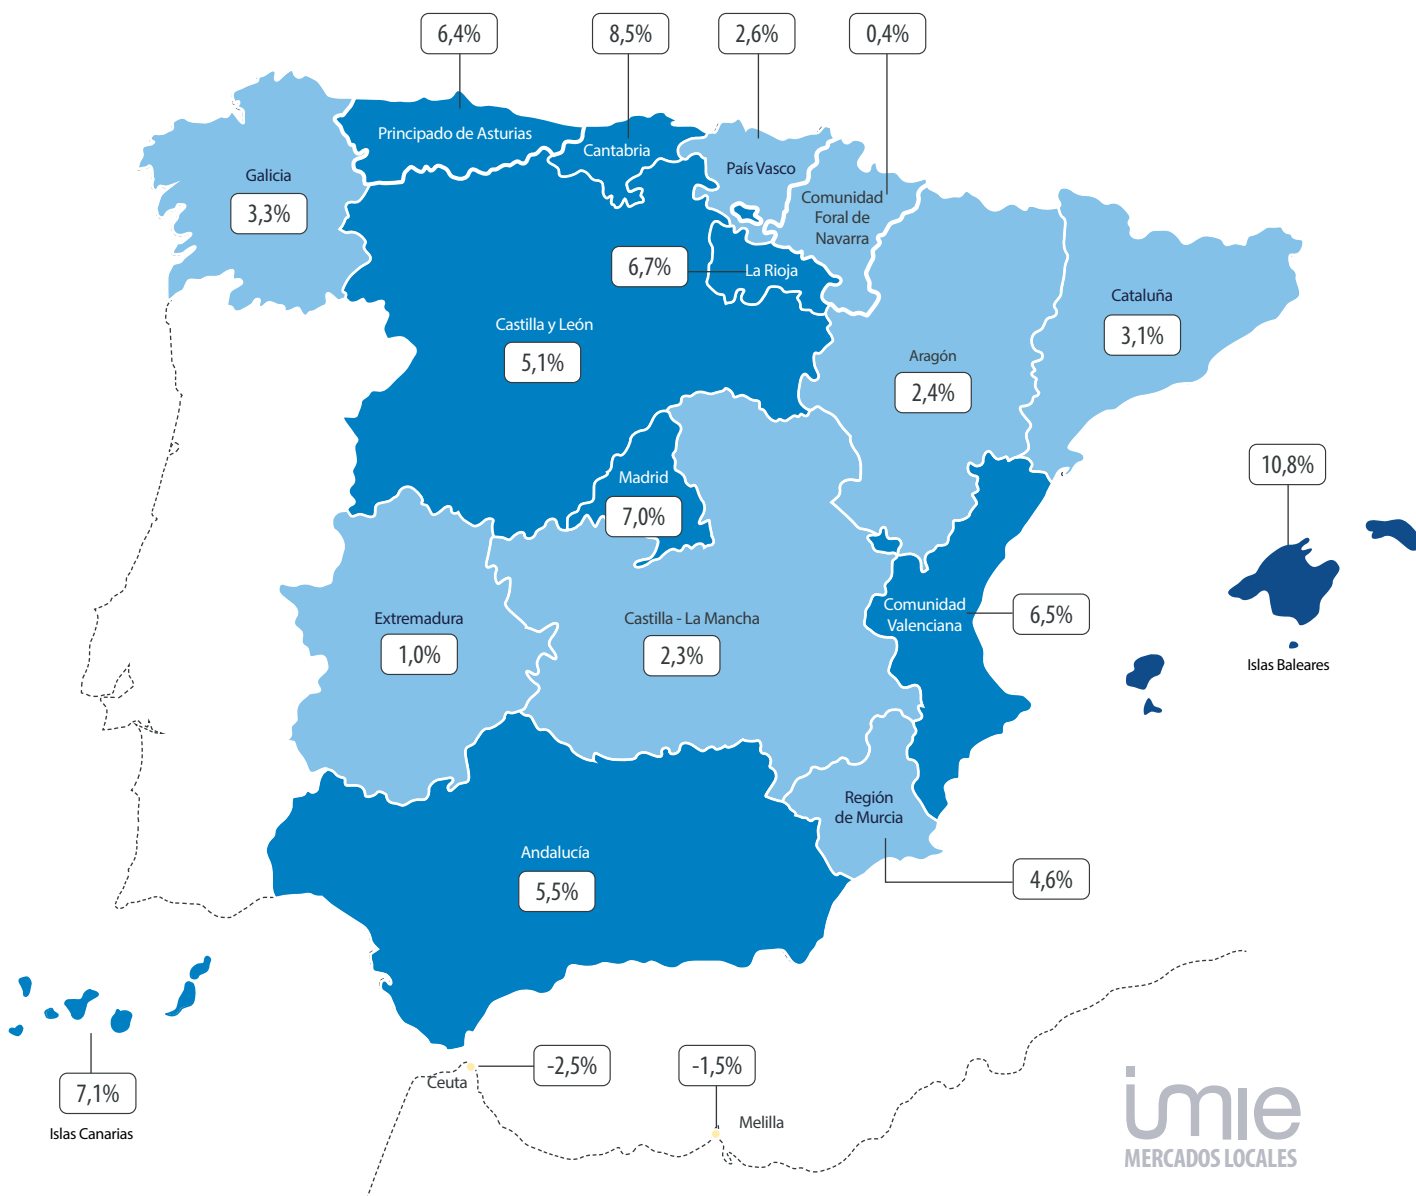 6,4%
8,5%
2,6%
0,4%
Principado de Asturias
Cantabria
País Vasco
Galicia
3,3%
Comunidad
Foral de
Navarra
6,7%
La Rioja
Cataluña
3,1%
Castilla y León
5,1%
Aragón
2,4%
10,8%
Madrid
7,0%
Comunidad
Valenciana
6,5%
Extremadura
1,0%
Castilla - La Mancha
2,3%
Islas Baleares
Región
de Murcia
4,6%
Andalucía
5,5%
-2,5%
-1,5%
Ceuta
7,1%
Melilla
Islas Canarias
imie
MERCADOS LOCALES